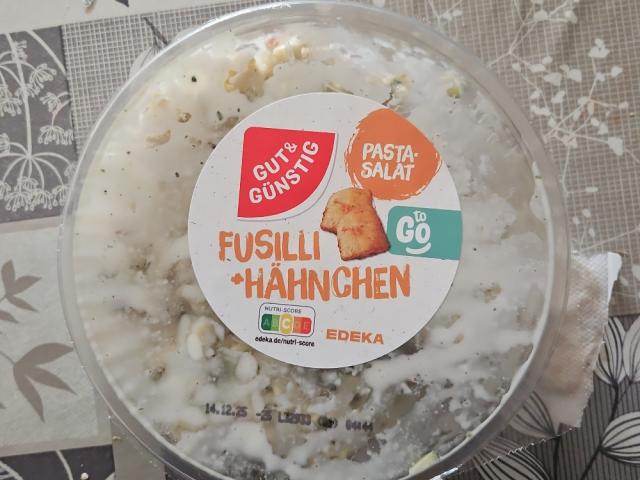 GUT&
GÜNSTIG
PASTA-
SALAT
to
Go
FUSILLI
+HÄHNCHEN
NUTRI-SCORE
A B C D E
edeka.de/nutri-score
EDEKA
14.12.25